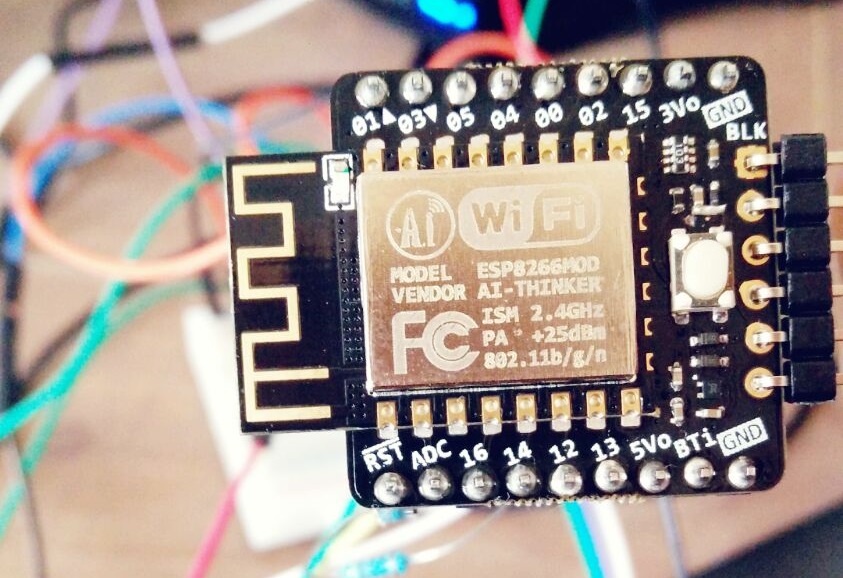 01▲ 03▼ 05 04 00 02 15 3Vo GND
BLK
Ai WiFi
MODEL ESP8266MOD
VENDOR AI-THINKER
FC ISM 2.4GHz
PA +25dBm
802.11b/g/n
RST ADC 16 14 12 13 5Vo BTi GND